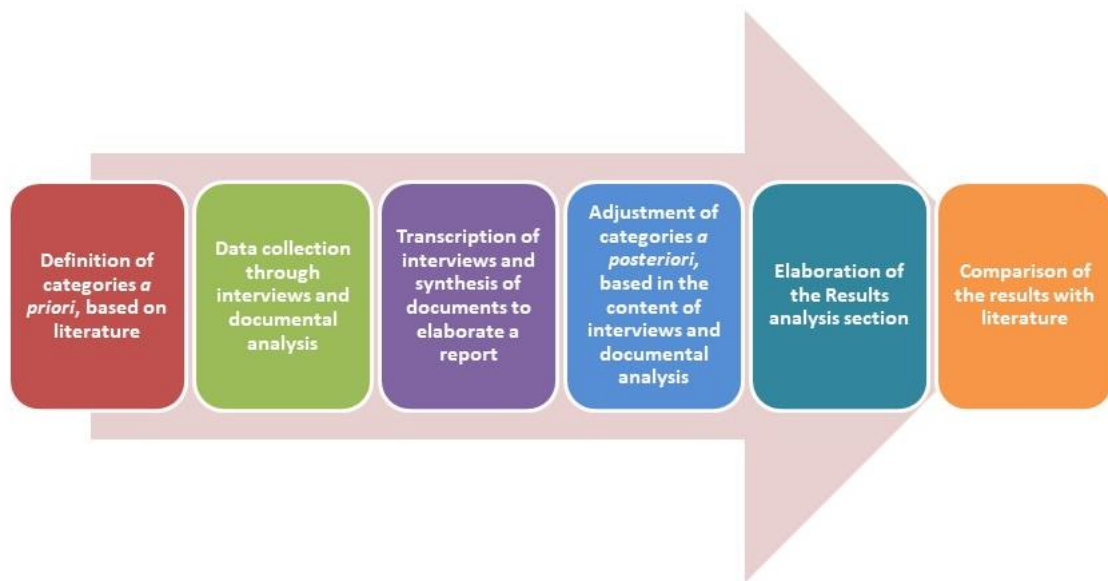 Definition of
categories a
priori, based on
literature
Data collection
through
interviews and
documental
analysis
Transcription of
interviews and
synthesis of
documents to
elaborate a
report
Adjustment of
categories a
posteriori,
based in the
content of
interviews and
documental
analysis
Elaboration of
the Results
analysis section
Comparison of
the results with
literature